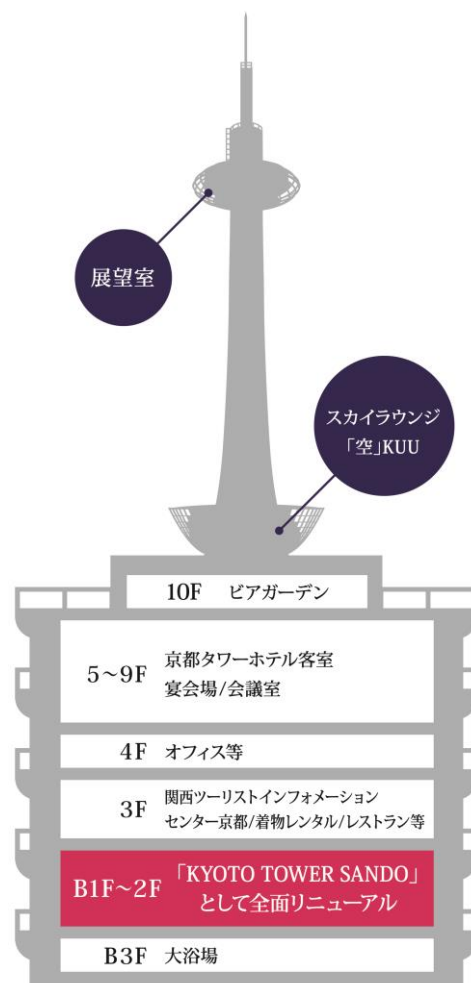 展望室
スカイラウンジ
「空」KUU
10F ビアガーデン
5〜9F 京都タワーホテル客室
宴会場/会議室
4F オフィス等
3F 関西ツーリストインフォメーション
センター京都/着物レンタル/レストラン等
B1F〜2F 「KYOTO TOWER SANDO」
として全面リニューアル
B3F 大浴場